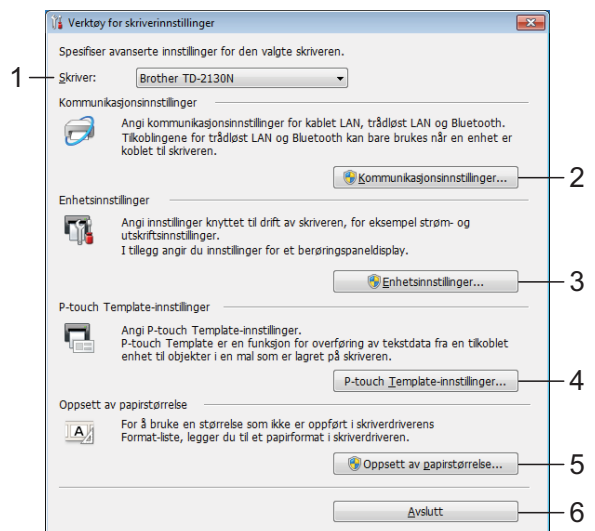 Verktøy for skriverinnstillinger
Spesifiser avanserte innstillinger for den valgte skriveren.
1
Skriver: Brother TD-2130N
Kommunikasjonsinnstillinger
Angi kommunikasjonsinnstillinger for kablet LAN, trådløst LAN og Bluetooth.
Tilkoblingene for trådløst LAN og Bluetooth kan bare brukes når en enhet er
koblet til skriveren.
Kommunikasjonsinnstillinger... 2
Enhetsinnstillinger
Angi innstillinger knyttet til drift av skriveren, for eksempel strøm- og
utskriftsinnstillinger.
I tillegg angir du innstillinger for et berøringspaneldisplay.
Enhetsinnstillinger... 3
P-touch Template-innstillinger
Angi P-touch Template-innstillinger.
P-touch Template er en funksjon for overføring av tekstdata fra en tilkoblet
enhet til objekter i en mal som er lagret på skriveren.
P-touch Template-innstillinger... 4
Oppsett av papirstørrelse
For å bruke en størrelse som ikke er oppført i skriverdriverens
Format-liste, legger du til et papirformat i skriverdriveren.
A
Oppsett av papirstørrelse... 5
Avslutt 6